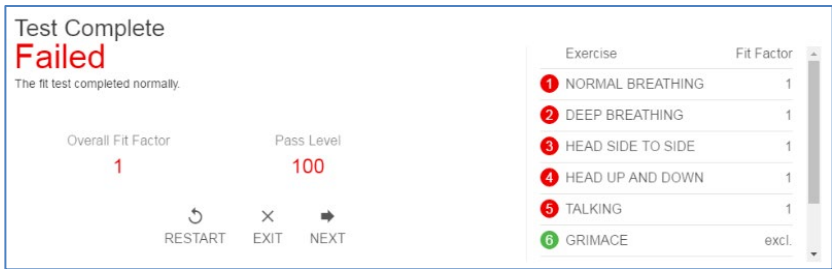 Test Complete
Failed
The fit test completed normally.
Overall Fit Factor Pass Level
1 100
RESTART EXIT NEXT
Exercise Fit Factor
1 NORMAL BREATHING 1
2 DEEP BREATHING 1
3 HEAD SIDE TO SIDE 1
4 HEAD UP AND DOWN 1
5 TALKING 1
6 GRIMACE excl.